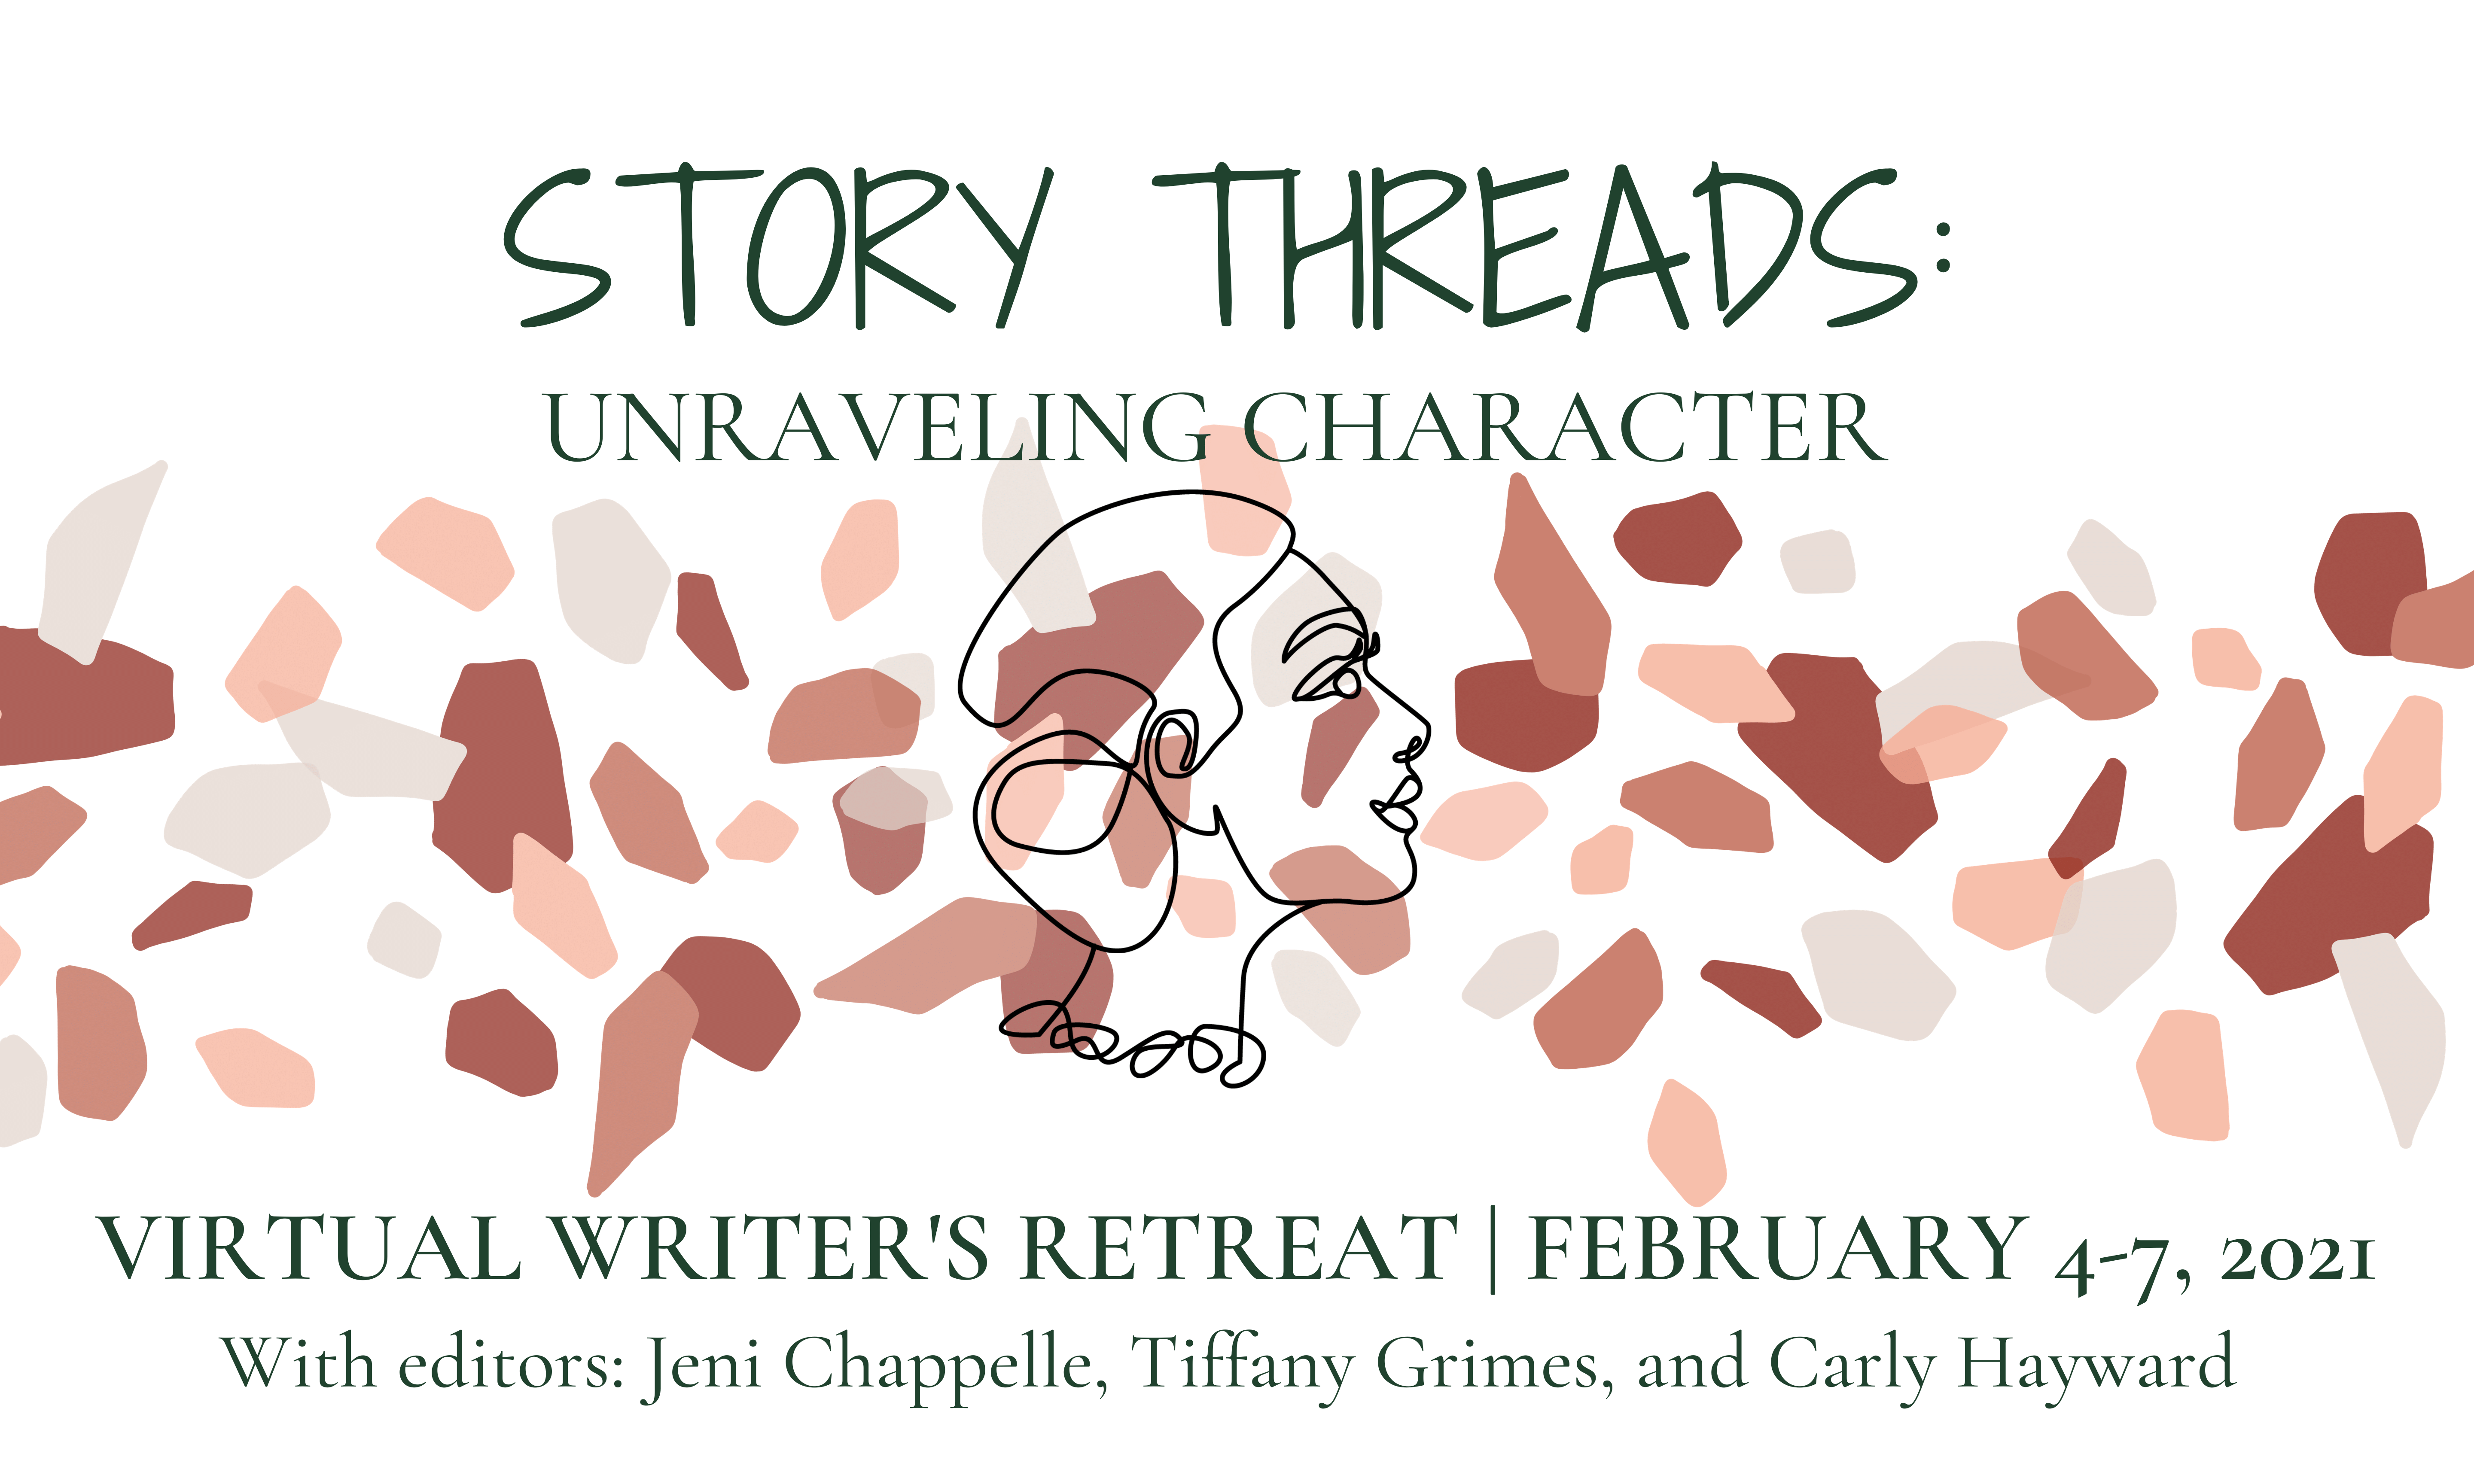 STORY THREADS:
UNRAVELING CHARACTER
VIRTUAL WRITER'S RETREAT | FEBRUARY 4-7, 2021
With editors: Jeni Chappelle, Tiffany Grimes, and Carly Hayward